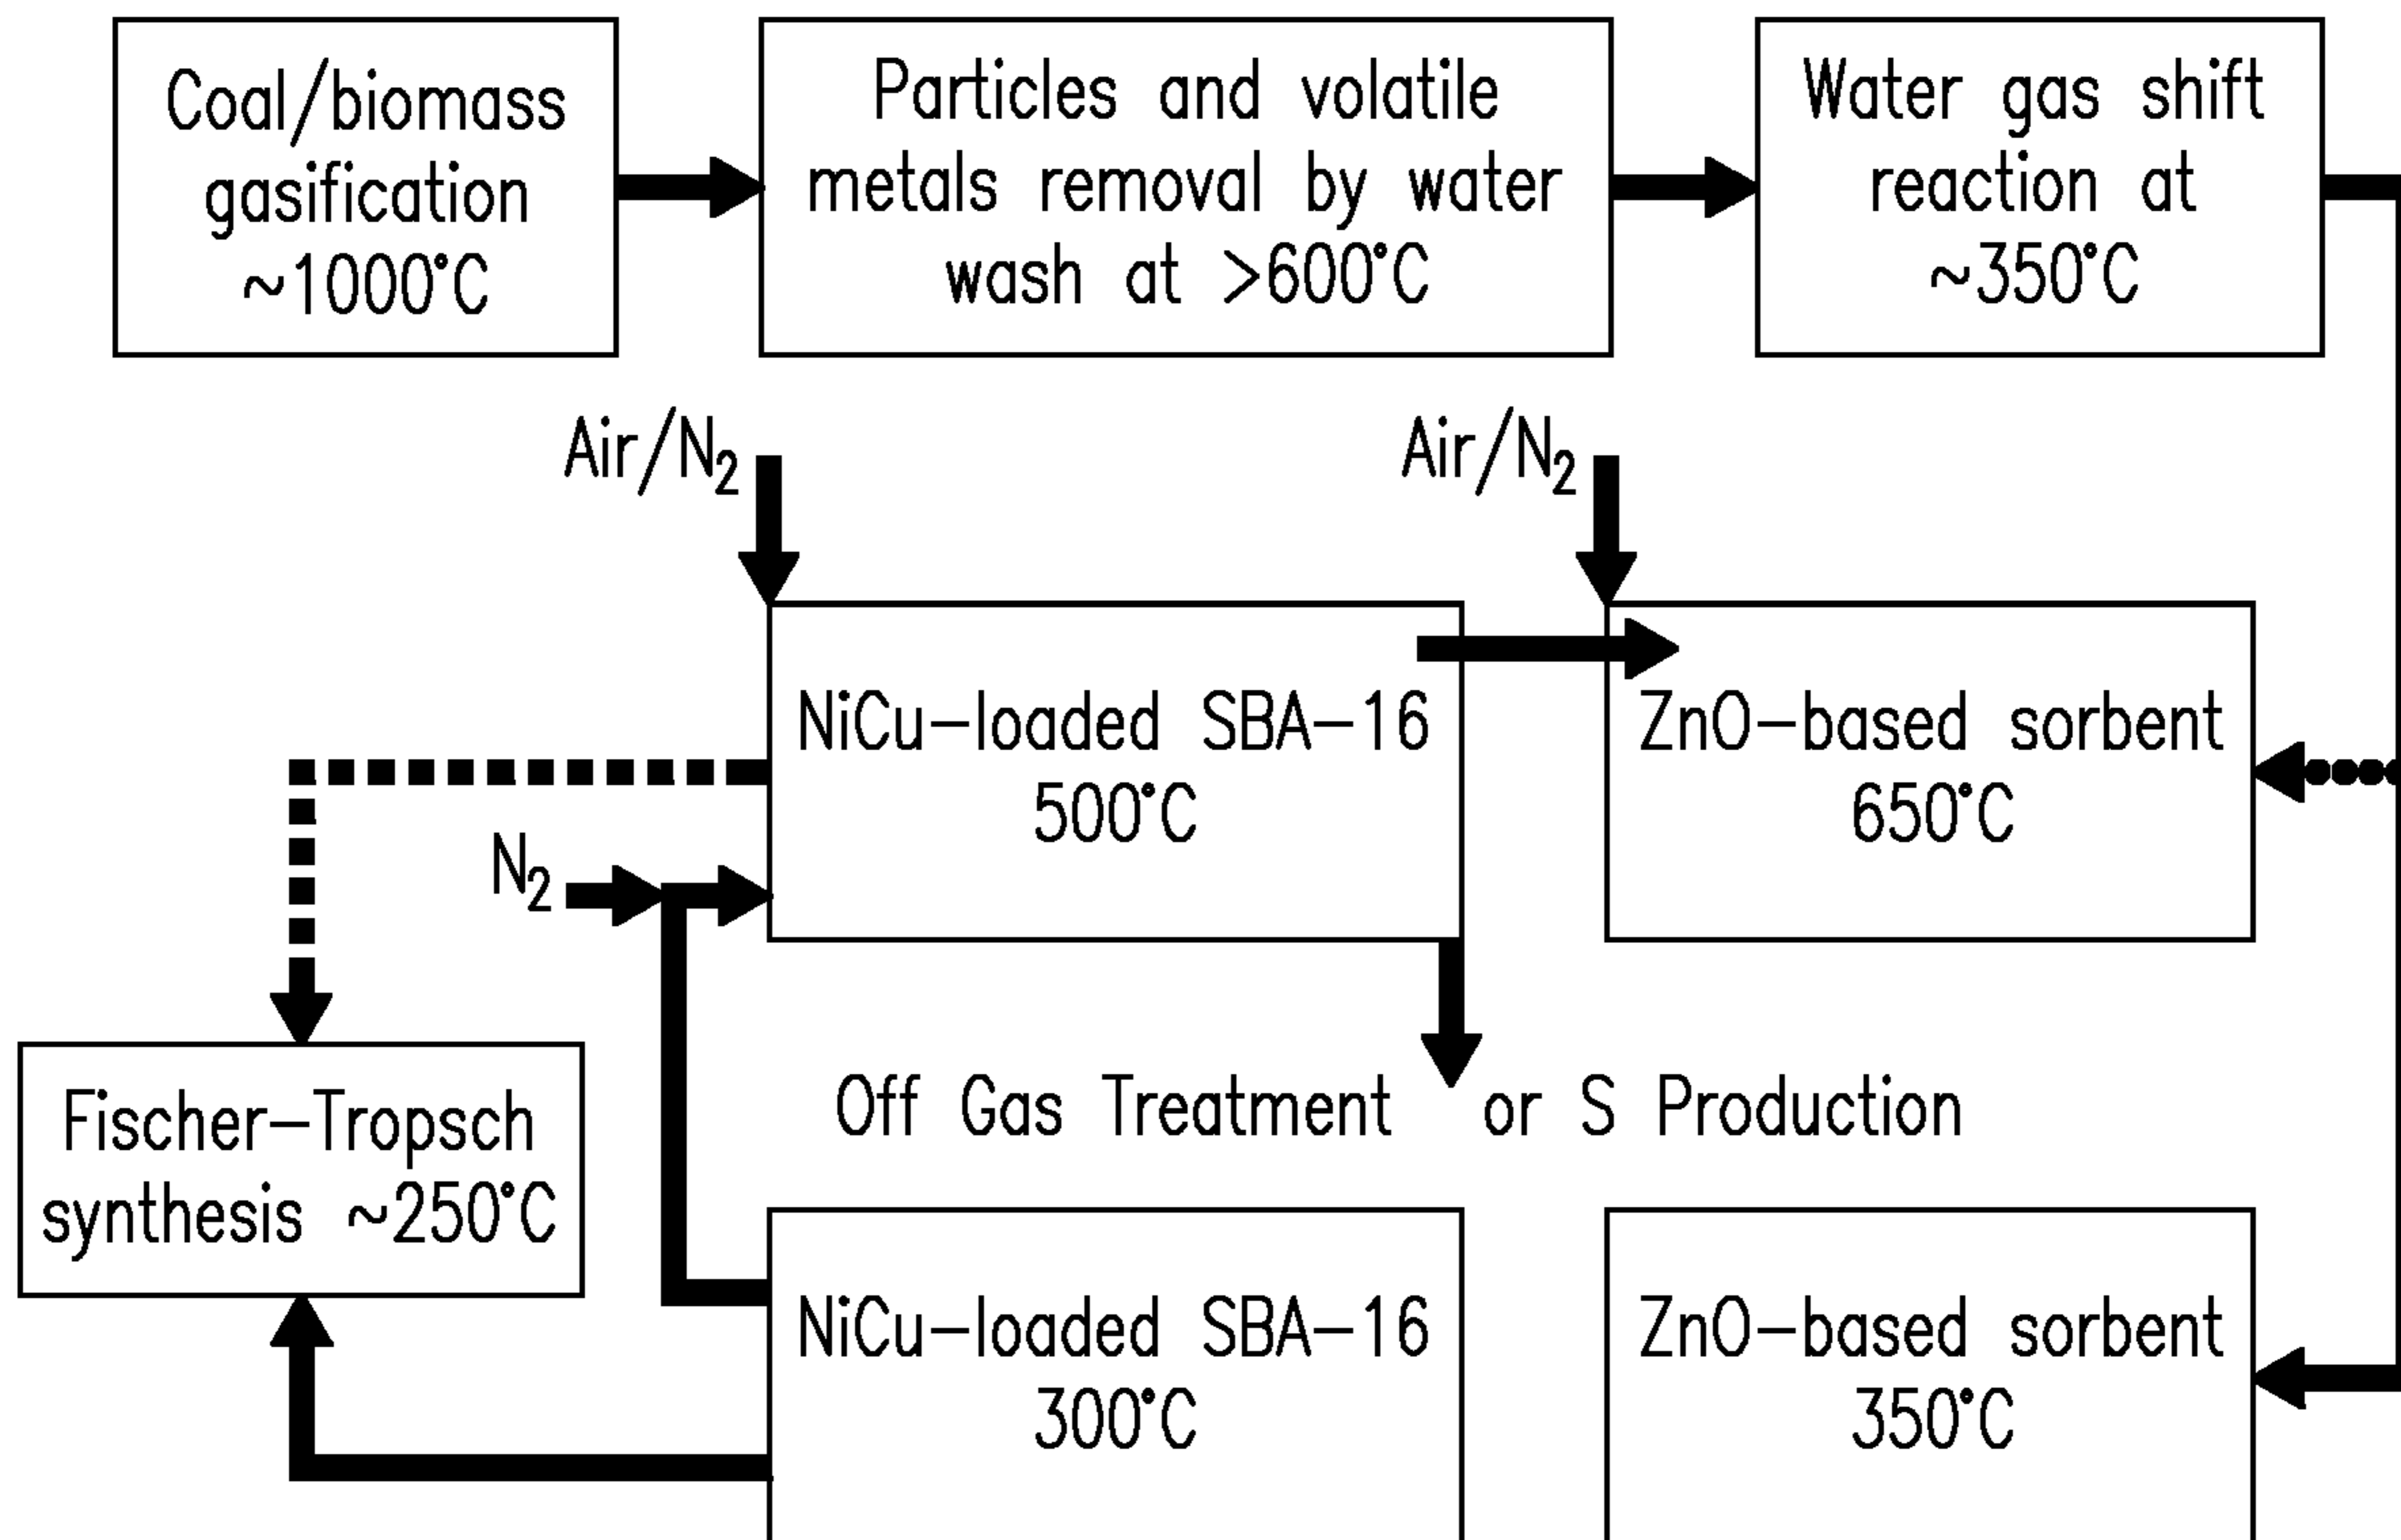 Coal/biomass
gasification
~1000°C
Particles and volatile
metals removal by water
wash at >600°C
Water gas shift
reaction at
~350°C
Air/N₂
Air/N₂
NiCu-loaded SBA-16
500°C
ZnO-based sorbent
650°C
N₂
Fischer-Tropsch
synthesis ~250°C
Off Gas Treatment or S Production
NiCu-loaded SBA-16
300°C
ZnO-based sorbent
350°C